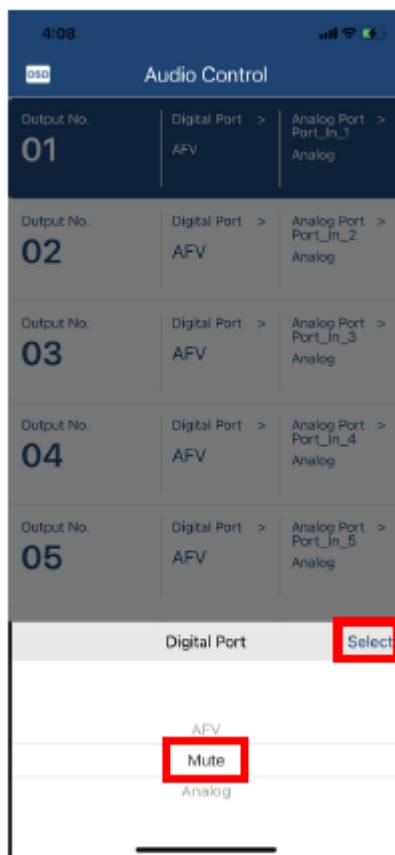 4:08
OSD
Audio Control
Output No.
01
Digital Port >
AFV
Analog Port >
Port_In_1
Analog
Output No.
02
Digital Port >
AFV
Analog Port >
Port_In_2
Analog
Output No.
03
Digital Port >
AFV
Analog Port >
Port_In_3
Analog
Output No.
04
Digital Port >
AFV
Analog Port >
Port_In_4
Analog
Output No.
05
Digital Port >
AFV
Analog Port >
Port_In_5
Analog
Digital Port
Select
AFV
Mute
Analog